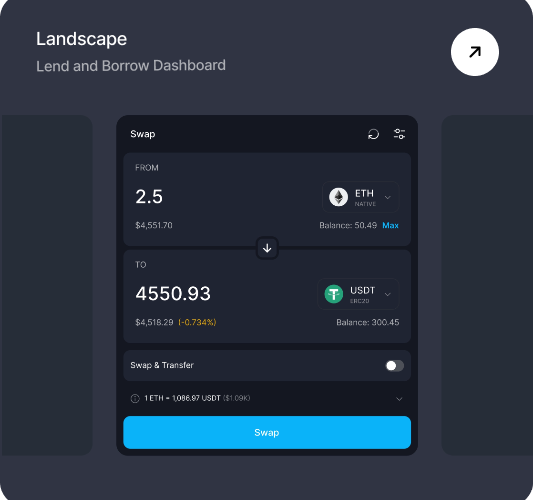 Landscape
Lend and Borrow Dashboard
Swap
FROM
2.5
ETH
NATIVE
$4,551.70
Balance: 50.49 Max
TO
4550.93
USDT
ERC20
$4,518.29 (-0.734%)
Balance: 300.45
Swap & Transfer
1 ETH = 1,086.97 USDT ($1.09K)
Swap